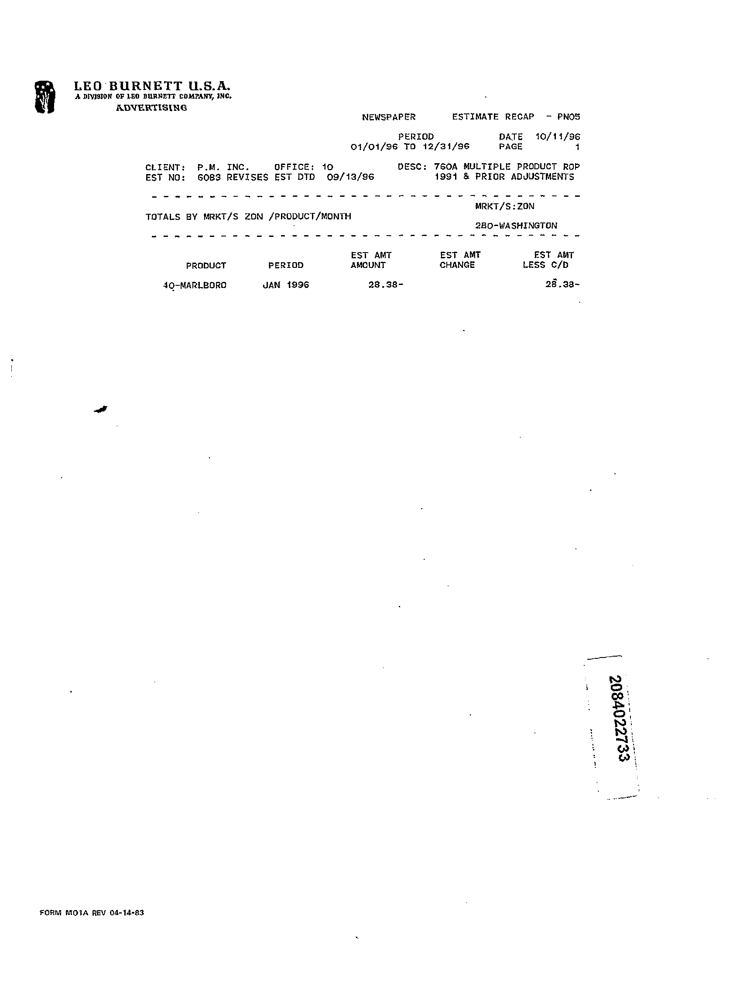 LEO BURNETT U.S.A.
A DIVISION OF LEO BURNETT COMPANY, INC.
ADVERTISING
NEWSPAPER ESTIMATE RECAP - PN05
PERIOD DATE 10/11/96
01/01/96 TO 12/31/96 PAGE 1
CLIENT: P.M. INC. OFFICE: 10 DESC: 760A MULTIPLE PRODUCT ROP
EST NO: 6083 REVISES EST DTD 09/13/96 1991 & PRIOR ADJUSTMENTS
MRKT/S:ZON
TOTALS BY MRKT/S ZON /PRODUCT/MONTH
280-WASHINGTON
EST AMT EST AMT EST AMT
PRODUCT PERIOD AMOUNT CHANGE LESS C/D
40-MARLBORO JAN 1996 28.38- 28.38-
2084022733
FORM M01A REV 04-14-83